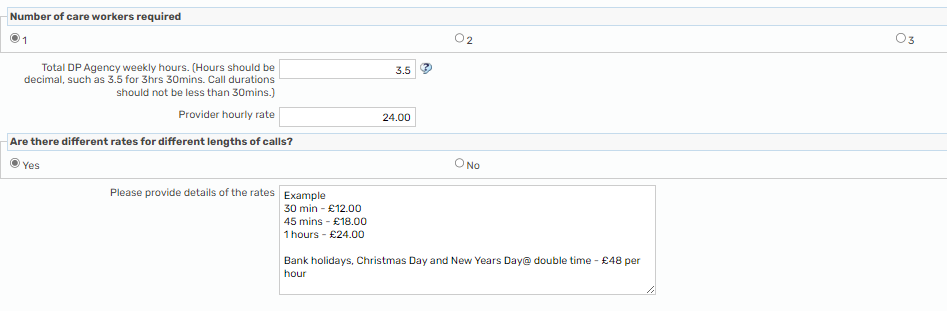 Number of care workers required
1 2 3
Total DP Agency weekly hours. (Hours should be
decimal, such as 3.5 for 3hrs 30mins. Call durations
should not be less than 30mins.)
3.5 ?
Provider hourly rate 24.00
Are there different rates for different lengths of calls?
Yes No
Please provide details of the rates
Example
30 min - £12.00
45 mins - £18.00
1 hours - £24.00
Bank holidays, Christmas Day and New Years Day@ double time - £48 per
hour